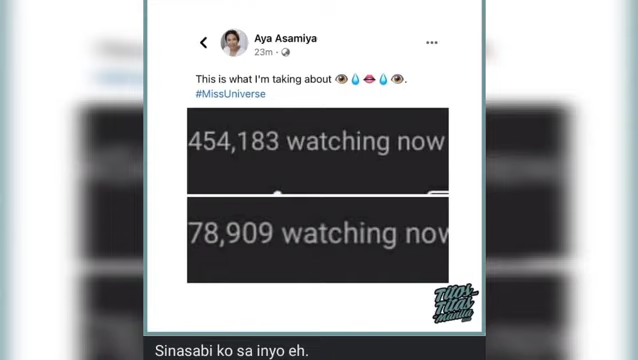 Aya Asamiya
23m
This is what I'm taking about 👁️💧👄💧👁️.
#MissUniverse
454,183 watching now
78,909 watching now
Titos
Titas
Manila
Sinasabi ko sa inyo eh.